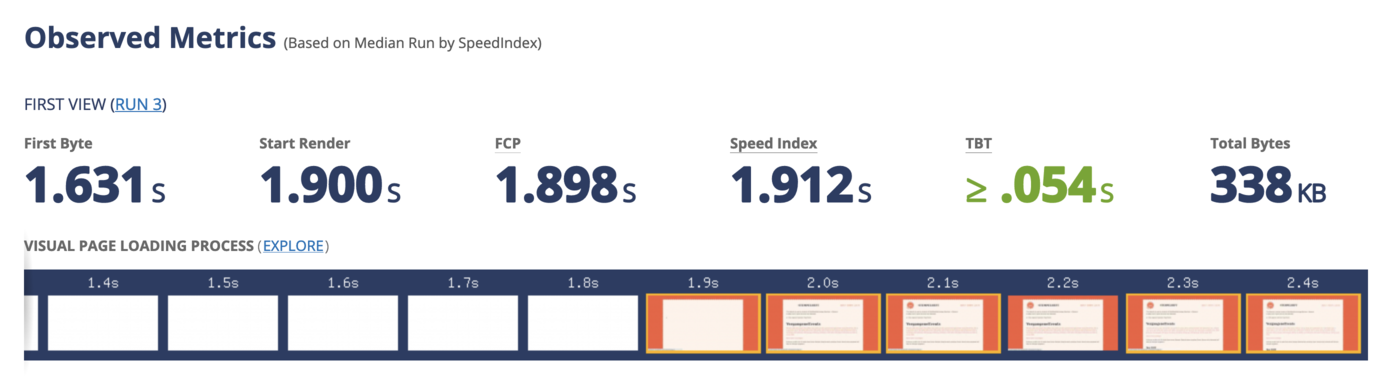 Observed Metrics (Based on Median Run by SpeedIndex)
FIRST VIEW (RUN 3)
First Byte Start Render FCP Speed Index TBT Total Bytes
1.631 S 1.900 S 1.898 S 1.912 S ≥ .054 S 338 KB
VISUAL PAGE LOADING PROCESS (EXPLORE)
1.4s 1.5s 1.6s 1.7s 1.8s 1.9s 2.0s 2.1s 2.2s 2.3s 2.4s